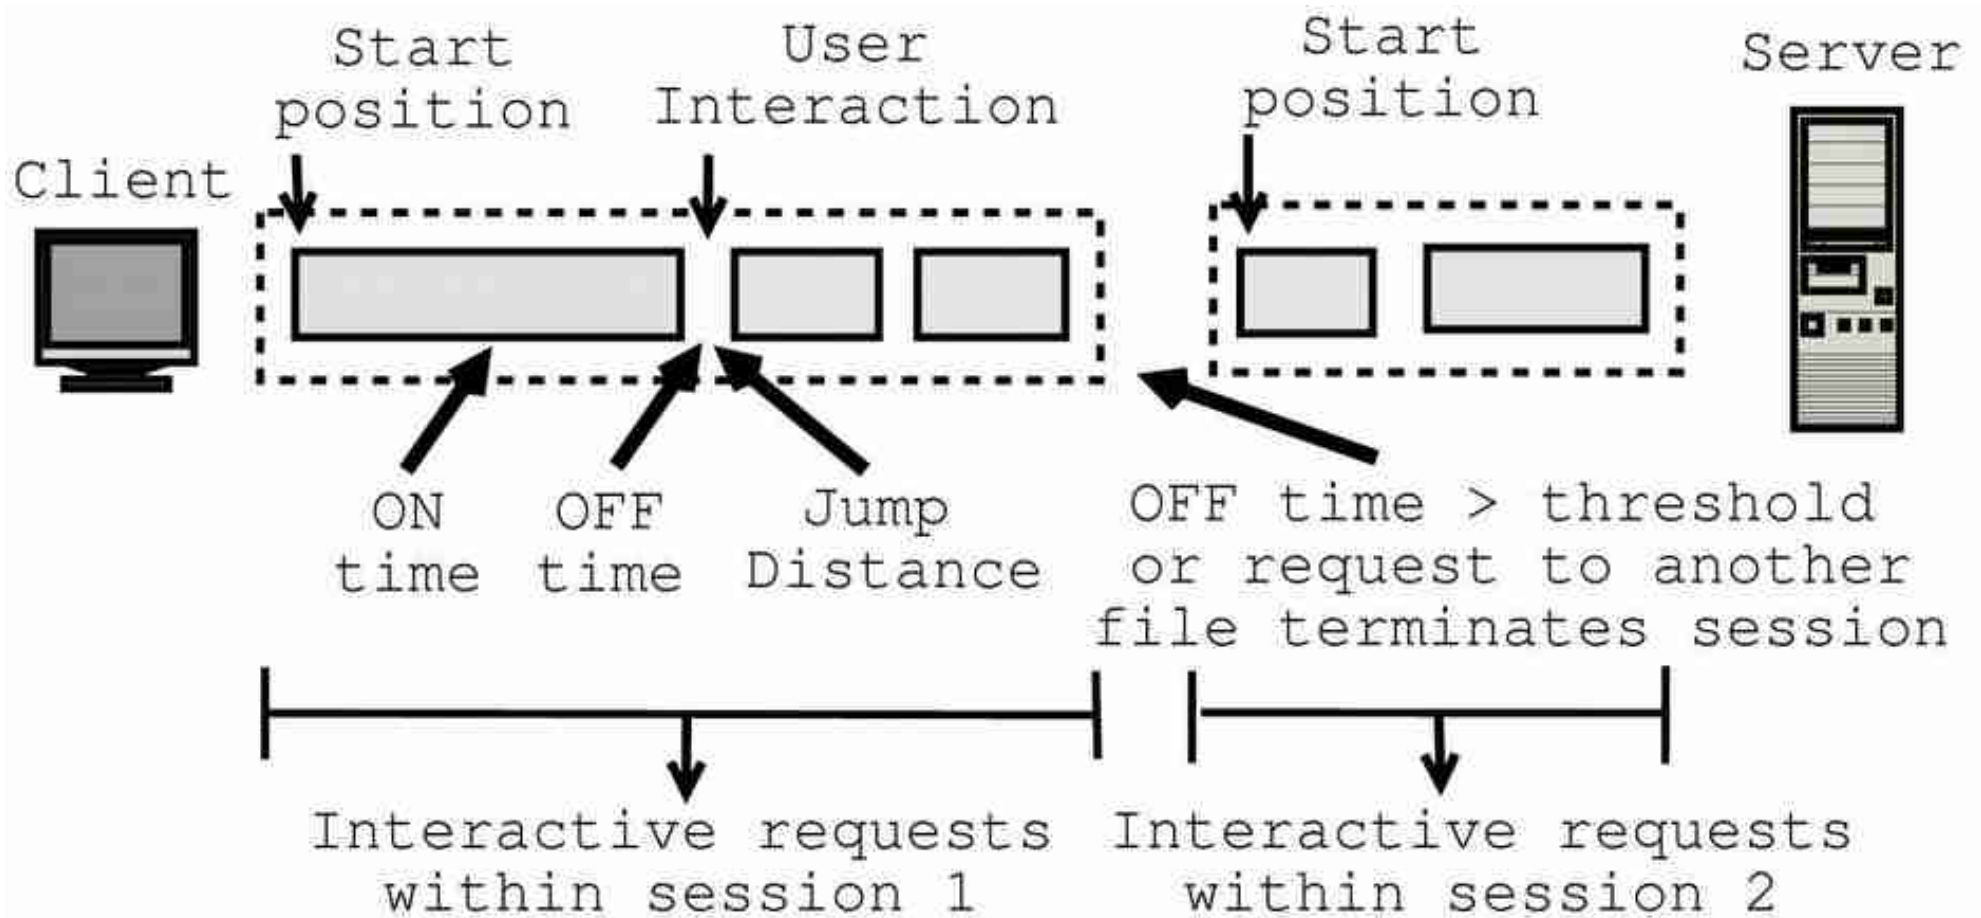 Start
position
User
Interaction
Start
position
Server
Client
ON
time
OFF
time
Jump
Distance
OFF time > threshold
or request to another
file terminates session
Interactive requests
within session 1
Interactive requests
within session 2